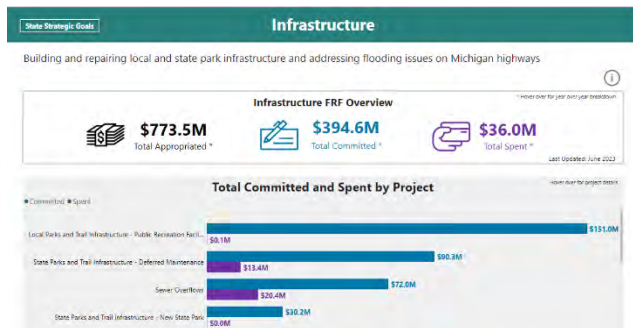 State Strategic Goals
Infrastructure
Building and repairing local and state park infrastructure and addressing flooding issues on Michigan highways
Infrastructure FRF Overview
* Hover over for year over year breakdown
$773.5M
Total Appropriated *
$394.6M
Total Committed *
$36.0M
Total Spent *
Last Updated: June 2023
Total Committed and Spent by Project
Hover over for project details
Committed Spent
Local Parks and Trail Infrastructure - Public Recreation Facil...
$151.0M
$0.1M
State Parks and Trail Infrastructure - Deferred Maintenance
$90.3M
$13.4M
Sewer Overflows
$72.0M
$20.4M
State Parks and Trail Infrastructure - New State Park
$30.2M
$0.0M